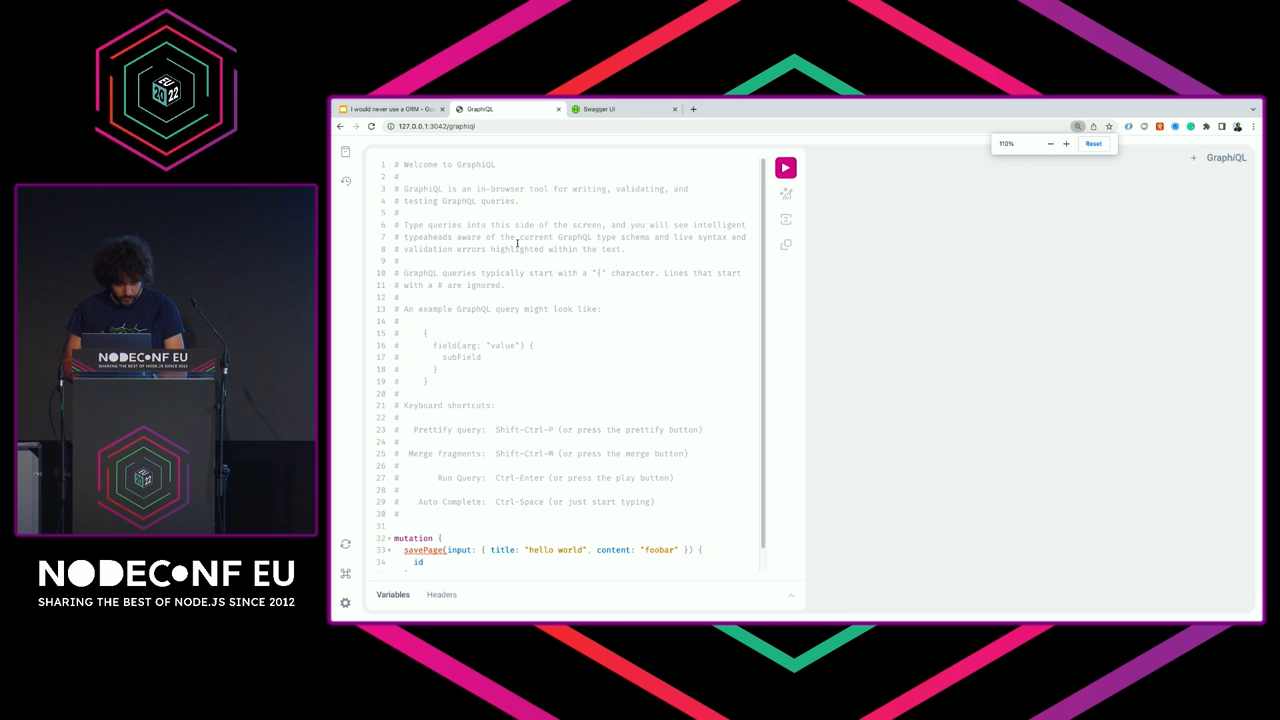 EU
20
22
NODECONF EU
SHARING THE BEST OF NODE.JS SINCE 2012
NODECONF EU
SHARING THE BEST OF NODE.JS SINCE 2012
I would never use a ORM - Go
GraphiQL
Swagger UI
127.0.0.1:3042/graphiql
110%
Reset
GraphiQL
1 # Welcome to GraphiQL
2 #
3 # GraphiQL is an in-browser tool for writing, validating, and
4 # testing GraphQL queries.
5 #
6 # Type queries into this side of the screen, and you will see intelligent
7 # typeaheads aware of the current GraphQL type schema and live syntax and
8 # validation errors highlighted within the text.
9 #
10 # GraphQL queries typically start with a "{" character. Lines that start
11 # with a # are ignored.
12 #
13 # An example GraphQL query might look like:
14 #
15 # {
16 # field(arg: "value") {
17 # subField
18 # }
19 # }
20 #
21 # Keyboard shortcuts:
22 #
23 # Prettify query: Shift-Ctrl-P (or press the prettify button)
24 #
25 # Merge fragments: Shift-Ctrl-M (or press the merge button)
26 #
27 # Run Query: Ctrl-Enter (or press the play button)
28 #
29 # Auto Complete: Ctrl-Space (or just start typing)
30 #
31
32 mutation {
33 savePage(input: { title: "hello world", content: "foobar" }) {
34 id
Variables
Headers